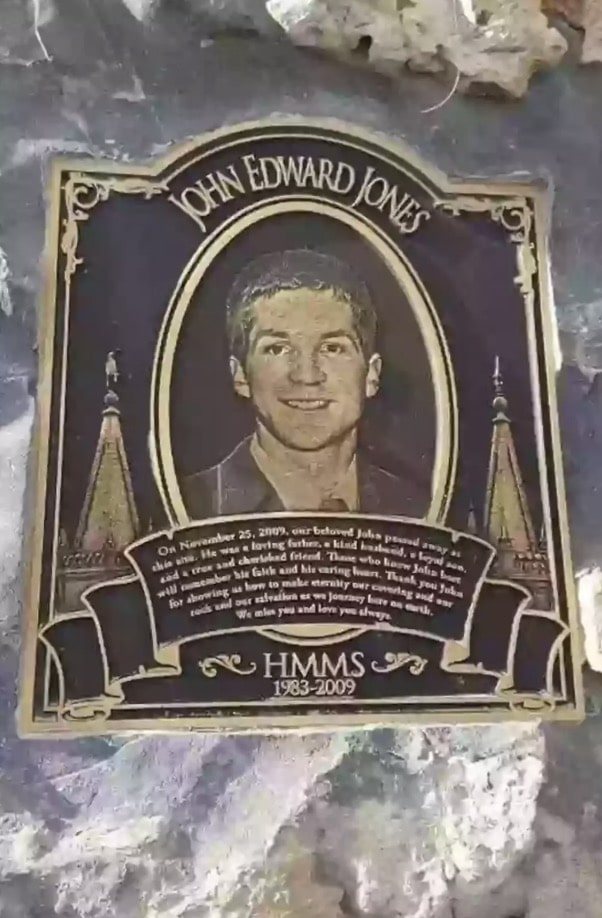 JOHN EDWARD JONES
On November 25, 2009, our beloved John passed away at
this site. He was a loving father, a kind husband, a loyal son,
and a true and cherished friend. Those who knew John best
will remember his faith and his caring heart. Thank you John
for showing us how to make eternity our covering and our
rock and our salvation as we journey here on earth.
We miss you and love you always.
HMMS
1983-2009